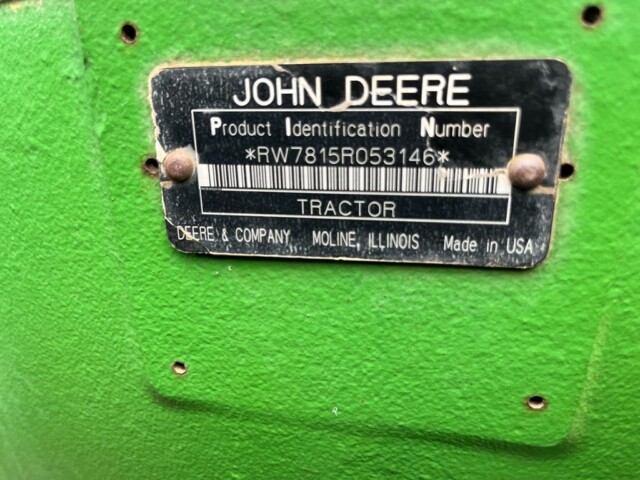 JOHN DEERE
Product Identification Number
*RW7815R053146*
TRACTOR
DEERE & COMPANY MOLINE, ILLINOIS Made in USA